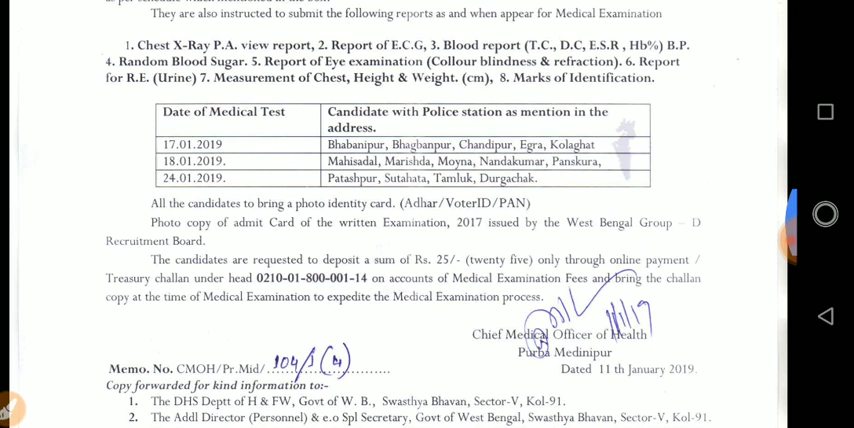 They are also instructed to submit the following reports as and when appear for Medical Examination
1. Chest X-Ray P.A. view report, 2. Report of E.C.G, 3. Blood report (T.C., D.C, E.S.R , Hb%) B.P.
4. Random Blood Sugar. 5. Report of Eye examination (Collour blindness & refraction). 6. Report
for R.E. (Urine) 7. Measurement of Chest, Height & Weight. (cm), 8. Marks of Identification.
Date of Medical Test Candidate with Police station as mention in the
address.
17.01.2019 Bhabanipur, Bhagbanpur, Chandipur, Egra, Kolaghat
18.01.2019. Mahisadal, Marishda, Moyna, Nandakumar, Panskura,
24.01.2019. Patashpur, Sutahata, Tamluk, Durgachak.
All the candidates to bring a photo identity card. (Adhar/VoterID/PAN)
Photo copy of admit Card of the written Examination, 2017 issued by the West Bengal Group – D
Recruitment Board.
The candidates are requested to deposit a sum of Rs. 25/- (twenty five) only through online payment /
Treasury challan under head 0210-01-800-001-14 on accounts of Medical Examination Fees and bring the challan
copy at the time of Medical Examination to expedite the Medical Examination process.
11/1/19
Chief Medical Officer of Health
Purba Medinipur
Memo. No. CMOH/Pr.Mid/ 104/1(4) Dated 11 th January 2019.
Copy forwarded for kind information to:-
1. The DHS Deptt of H & FW, Govt of W. B., Swasthya Bhavan, Sector-V, Kol-91.
2. The Addl Director (Personnel) & e.o Spl Secretary, Govt of West Bengal, Swasthya Bhavan, Sector-V, Kol-91.